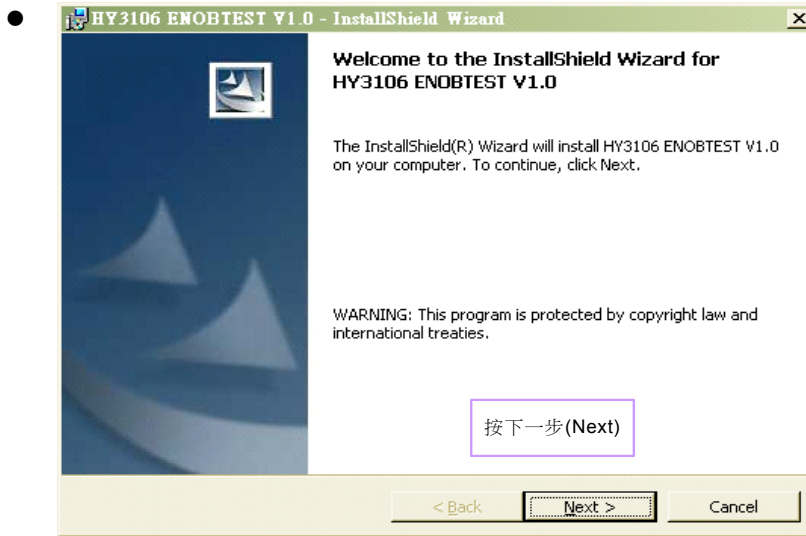 ● HY3106 ENOBTEST V1.0 - InstallShield Wizard
Welcome to the InstallShield Wizard for
HY3106 ENOBTEST V1.0
The InstallShield(R) Wizard will install HY3106 ENOBTEST V1.0
on your computer. To continue, click Next.
WARNING: This program is protected by copyright law and
international treaties.
按下一步(Next)
< Back
Next >
Cancel